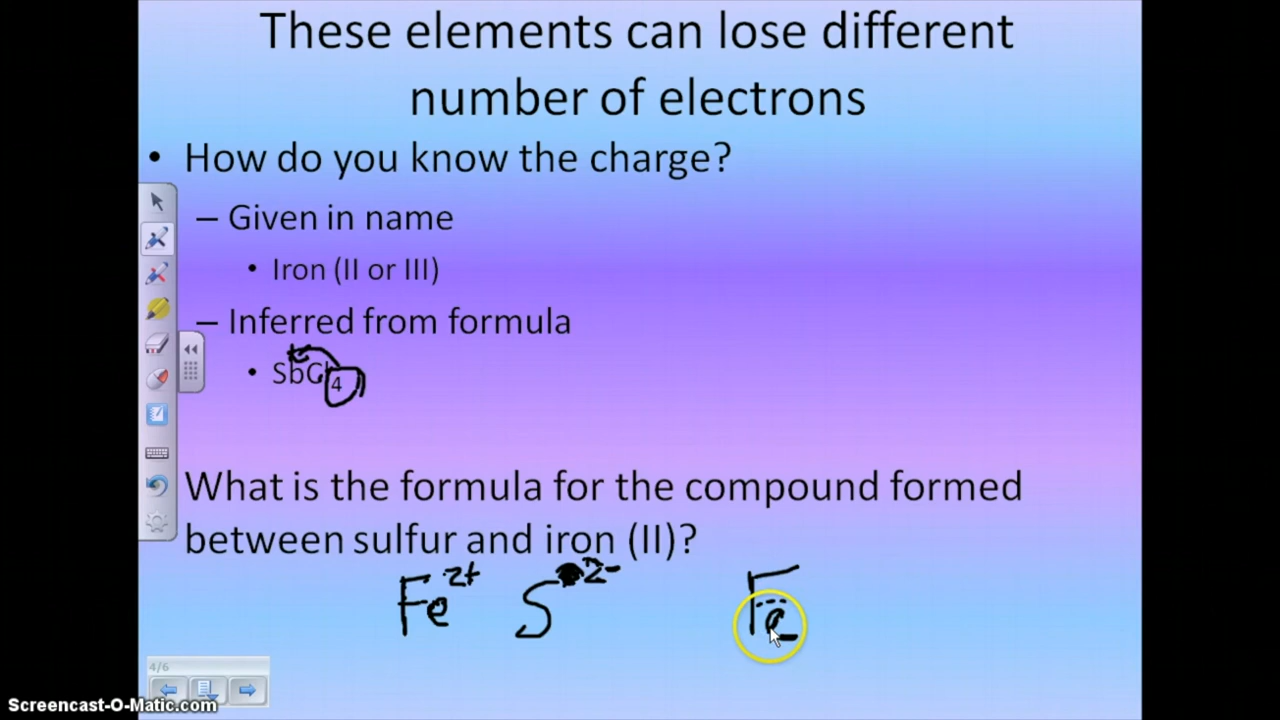 These elements can lose different
number of electrons
• How do you know the charge?
– Given in name
• Iron (II or III)
– Inferred from formula
• SbCl4
What is the formula for the compound formed
between sulfur and iron (II)?
Fe2+ S2- Fe
4/6
Screencast-O-Matic.com